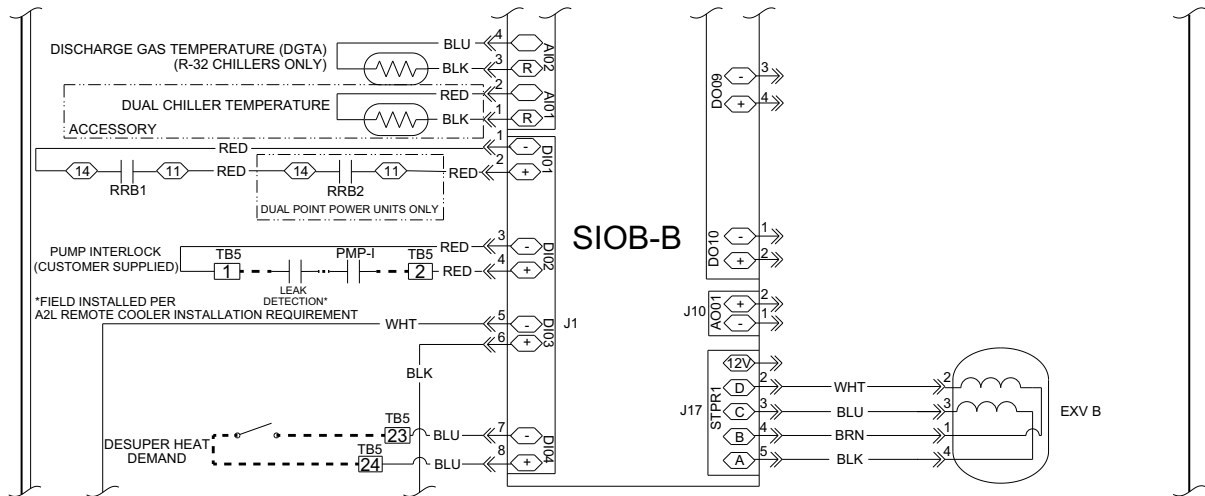 DISCHARGE GAS TEMPERATURE (DGTA)
(R-32 CHILLERS ONLY)
BLU
4
BLK
3
R
AI02
DUAL CHILLER TEMPERATURE
RED
2
BLK
1
R
AI01
ACCESSORY
RED
1
-
14
RRB1
11
RED
14
RRB2
11
RED
2
+
DI01
DUAL POINT POWER UNITS ONLY
PUMP INTERLOCK
(CUSTOMER SUPPLIED)
TB5
1
LEAK
DETECTION*
PMP-I
TB5
2
RED
3
-
RED
4
+
DI02
*FIELD INSTALLED PER
A2L REMOTE COOLER INSTALLATION REQUIREMENT
WHT
5
-
6
+
DI03
J1
BLK
DESUPER HEAT
DEMAND
TB5
23
BLU
7
-
TB5
24
BLU
8
+
DI04
SIOB-B
DO09
-
3
+
4
DO10
-
1
+
2
J10
AO01
+
2
-
1
J17
STPR1
12V
D
2
WHT
2
C
3
BLU
3
B
4
BRN
1
A
5
BLK
4
EXV B